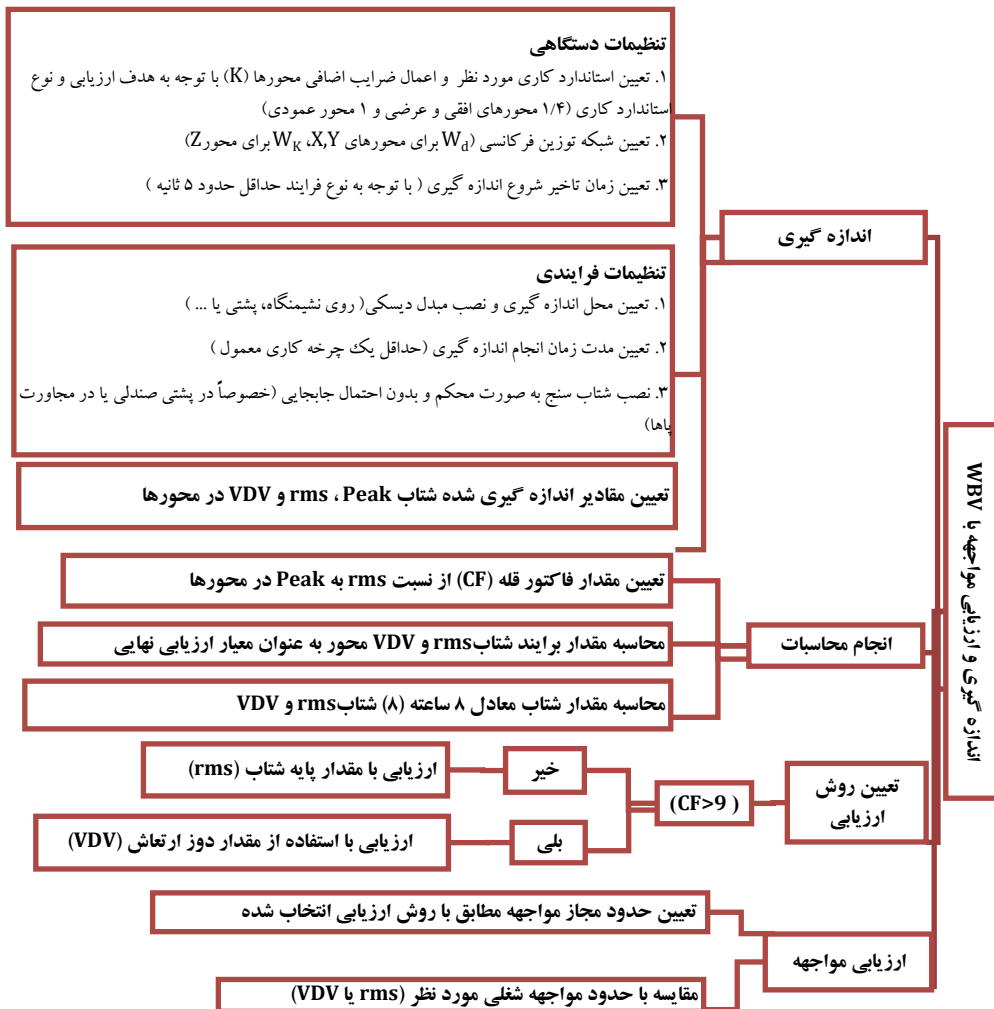 تنظیمات دستگاهی
۱. تعیین استاندارد کاری مورد نظر و اعمال ضرایب اضافی محورها (K) با توجه به هدف ارزیابی و نوع
استاندارد کاری (۱/۴ محورهای افقی و عرضی و ۱ محور عمودی)
۲. تعیین شبکه توزین فرکانسی (Wd برای محورهای X,Y، WK برای محور Z)
۳. تعیین زمان تاخیر شروع اندازه گیری ( با توجه به نوع فرایند حداقل حدود ۵ ثانیه )
اندازه گیری
تنظیمات فرایندی
۱. تعیین محل اندازه گیری و نصب مبدل دیسکی( روی نشیمنگاه، پشتی یا ... )
۲. تعیین مدت زمان انجام اندازه گیری (حداقل یک چرخه کاری معمول )
۳. نصب شتاب سنج به صورت محکم و بدون احتمال جابجایی (خصوصاً در پشتی صندلی یا در مجاورت
پاها)
تعیین مقادیر اندازه گیری شده شتاب rms ، Peak و VDV در محورها
اندازه گیری و ارزیابی مواجهه با WBV
تعیین مقدار فاکتور قله (CF) از نسبت rms به Peak در محورها
انجام محاسبات
محاسبه مقدار برایند شتاب rms و VDV محور به عنوان معیار ارزیابی نهایی
محاسبه مقدار شتاب معادل ۸ ساعته (۸) شتاب rms و VDV
تعیین روش
ارزیابی
(CF>9 )
خیر
ارزیابی با مقدار پایه شتاب (rms)
بلی
ارزیابی با استفاده از مقدار دوز ارتعاش (VDV)
تعیین حدود مجاز مواجهه مطابق با روش ارزیابی انتخاب شده
ارزیابی مواجهه
مقایسه با حدود مواجهه شغلی مورد نظر (rms یا VDV)